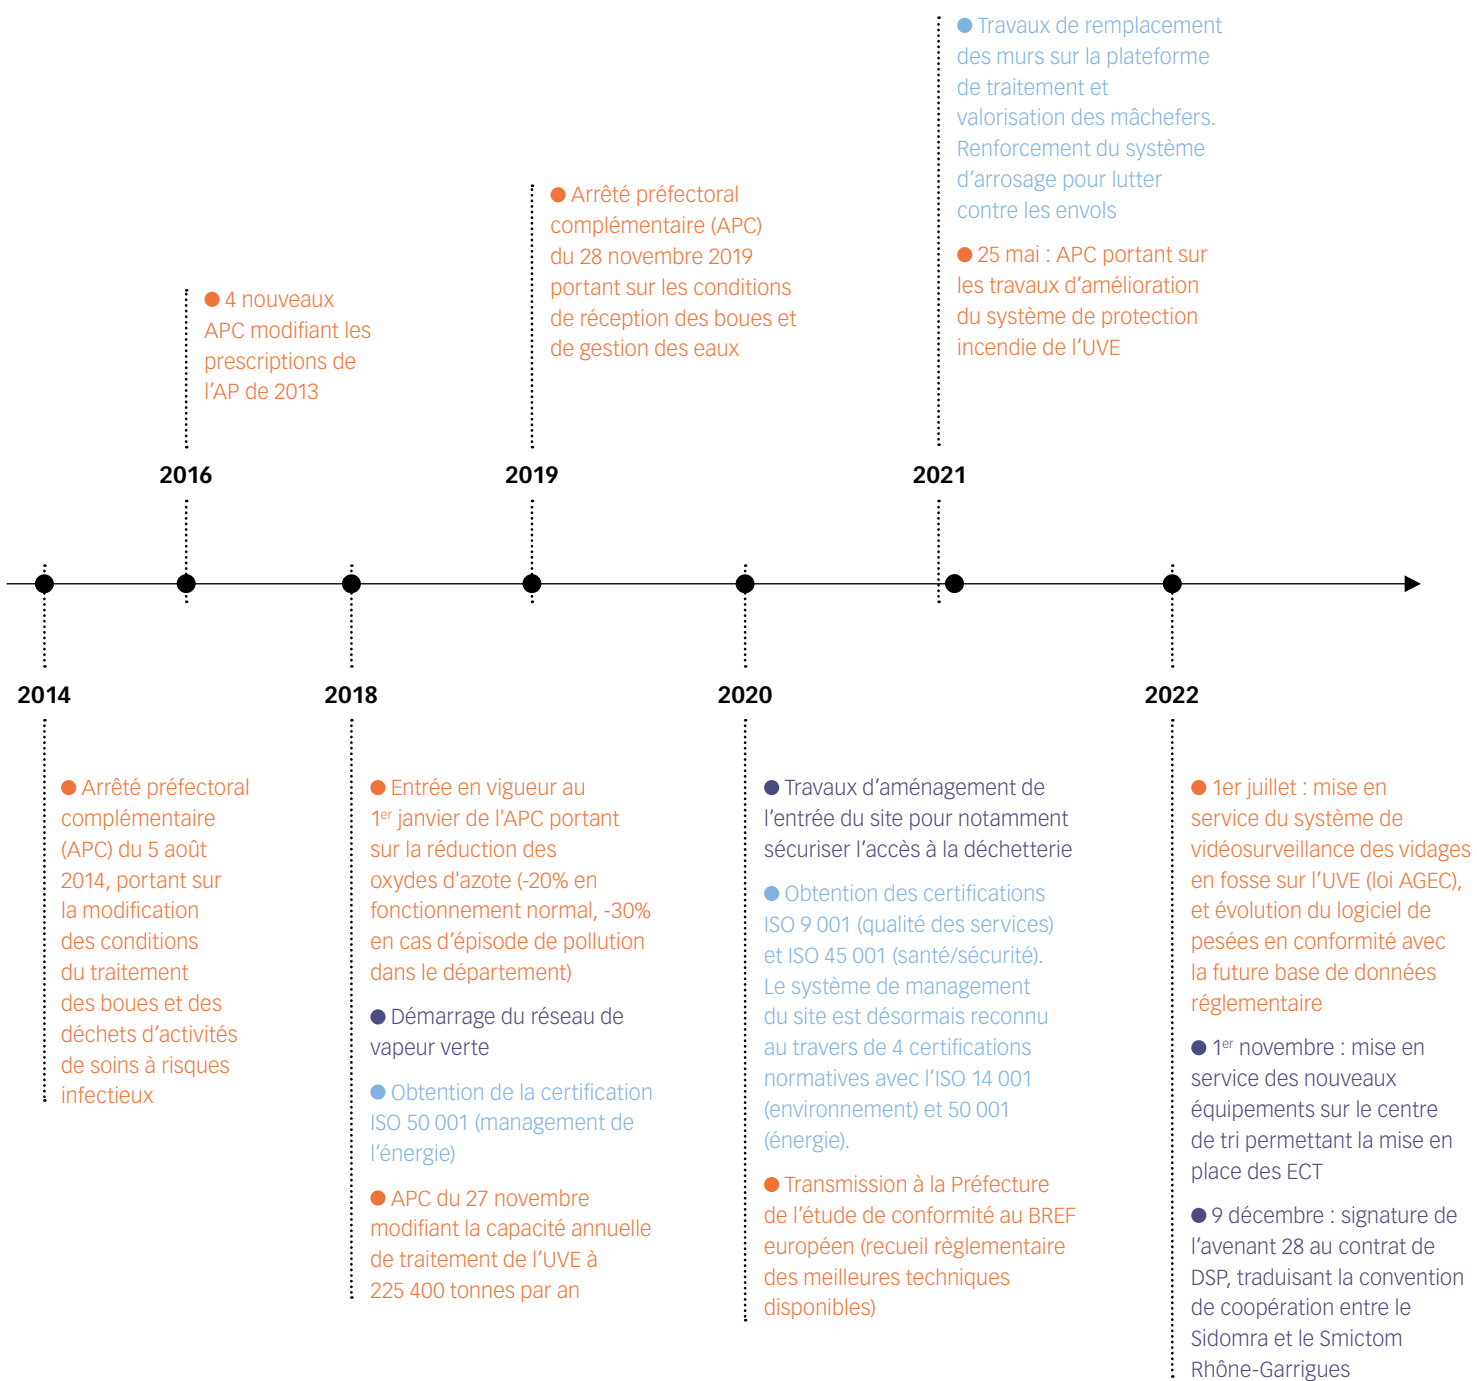 ● Travaux de remplacement
des murs sur la plateforme
de traitement et
valorisation des mâchefers.
Renforcement du système
d’arrosage pour lutter
contre les envols
● 25 mai : APC portant sur
les travaux d’amélioration
du système de protection
incendie de l’UVE
● Arrêté préfectoral
complémentaire (APC)
du 28 novembre 2019
portant sur les conditions
de réception des boues et
de gestion des eaux
● 4 nouveaux
APC modifiant les
prescriptions de
l’AP de 2013
2016
2019
2021
2014
2018
2020
2022
● Arrêté préfectoral
complémentaire
(APC) du 5 août
2014, portant sur
la modification
des conditions
du traitement
des boues et des
déchets d’activités
de soins à risques
infectieux
● Entrée en vigueur au
1er janvier de l'APC portant
sur la réduction des
oxydes d'azote (-20% en
fonctionnement normal, -30%
en cas d’épisode de pollution
dans le département)
● Démarrage du réseau de
vapeur verte
● Obtention de la certification
ISO 50 001 (management de
l’énergie)
● APC du 27 novembre
modifiant la capacité annuelle
de traitement de l’UVE à
225 400 tonnes par an
● Travaux d’aménagement de
l’entrée du site pour notamment
sécuriser l’accès à la déchetterie
● Obtention des certifications
ISO 9 001 (qualité des services)
et ISO 45 001 (santé/sécurité).
Le système de management
du site est désormais reconnu
au travers de 4 certifications
normatives avec l’ISO 14 001
(environnement) et 50 001
(énergie).
● Transmission à la Préfecture
de l’étude de conformité au BREF
européen (recueil règlementaire
des meilleures techniques
disponibles)
● 1er juillet : mise en
service du système de
vidéosurveillance des vidages
en fosse sur l’UVE (loi AGEC),
et évolution du logiciel de
pesées en conformité avec
la future base de données
réglementaire
● 1er novembre : mise en
service des nouveaux
équipements sur le centre
de tri permettant la mise en
place des ECT
● 9 décembre : signature de
l’avenant 28 au contrat de
DSP, traduisant la convention
de coopération entre le
Sidomra et le Smictom
Rhône-Garrigues